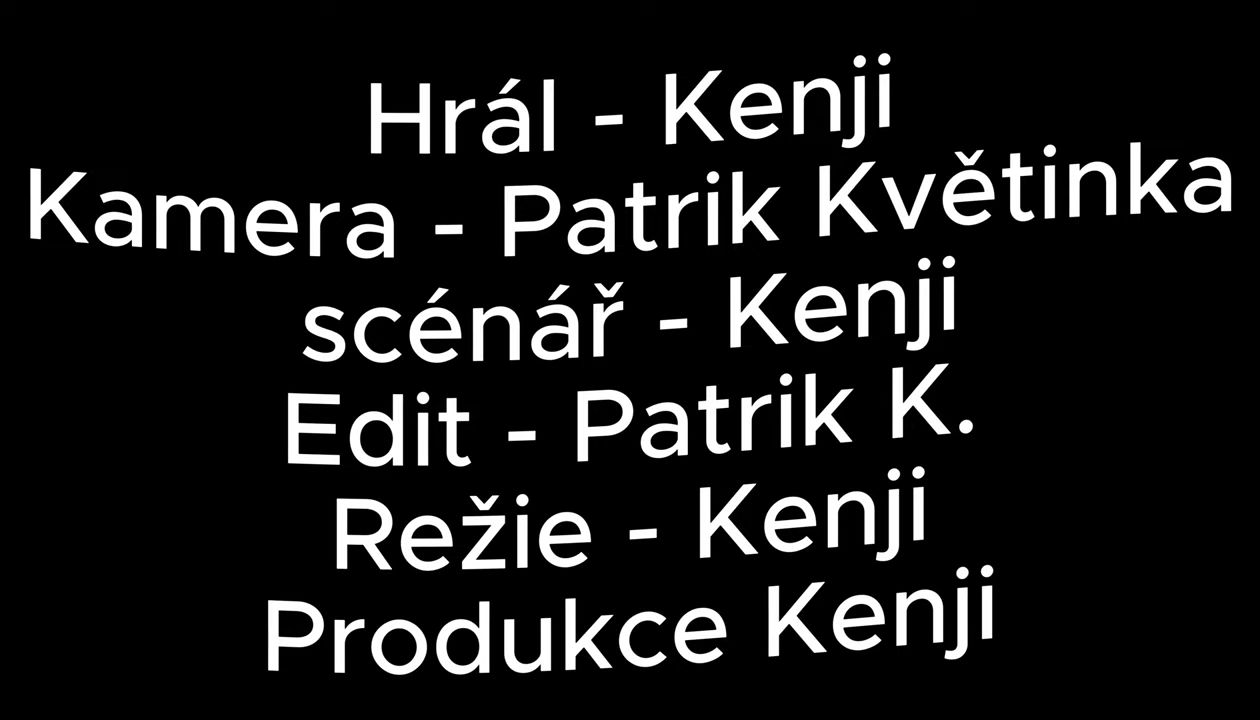 Hrál - Kenji
Kamera - Patrik Květinka
scénář - Kenji
Edit - Patrik K.
Režie - Kenji
Produkce Kenji